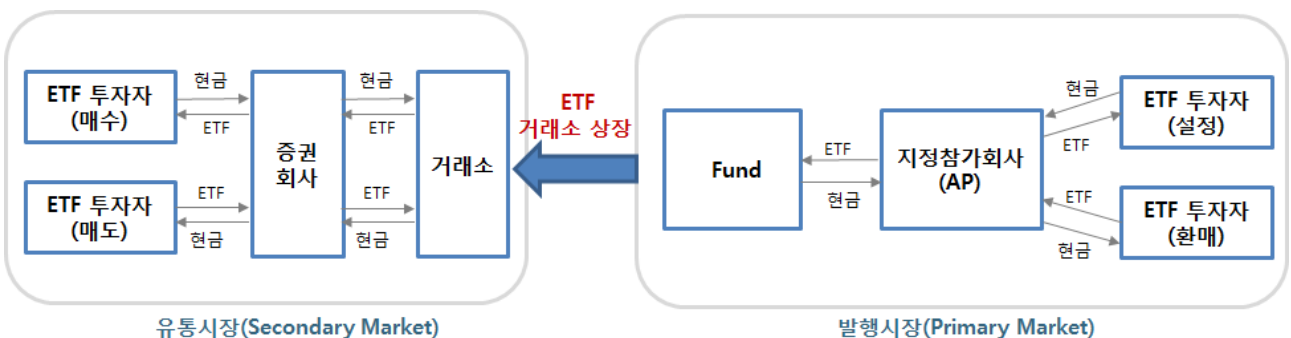 ETF 투자자
(매수)
현금
ETF
ETF 투자자
(매도)
ETF
현금
증권
회사
현금
ETF
ETF
현금
거래소
유통시장(Secondary Market)
ETF
거래소 상장
Fund
ETF
현금
지정참가회사
(AP)
현금
ETF
ETF
현금
ETF 투자자
(설정)
ETF 투자자
(환매)
발행시장(Primary Market)